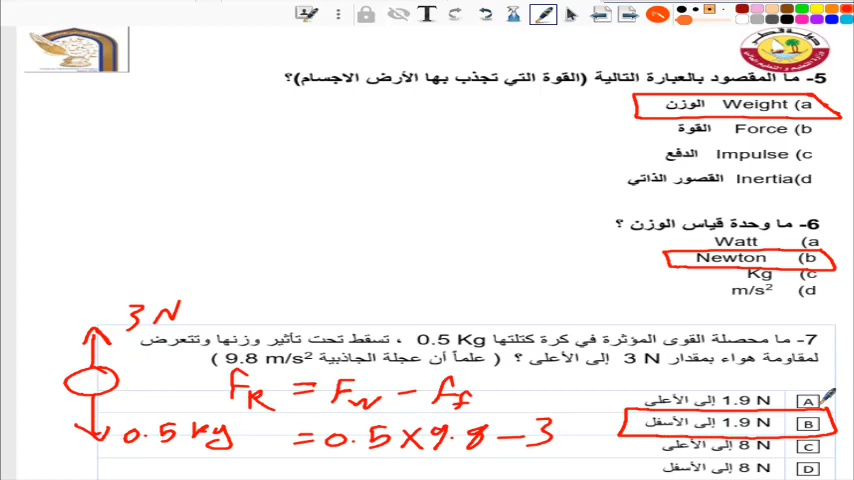 5- ما المقصود بالعبارة التالية (القوة التي تجذب بها الأرض الاجسام)؟
a) Weight الوزن
b) Force القوة
c) Impulse الدفع
d) Inertia القصور الذاتي
6- ما وحدة قياس الوزن ؟
a) Watt
b) Newton
c) Kg
d) m/s²
3 N
7- ما محصلة القوى المؤثرة في كرة كتلتها 0.5 Kg ، تسقط تحت تأثير وزنها وتتعرض
لمقاومة هواء بمقدار 3 N إلى الأعلى ؟ ( علماً أن عجلة الجاذبية 9.8 m/s² )
F_R = F_w - F_f
A 1.9 N إلى الأعلى
B 1.9 N إلى الأسفل
0.5 kg = 0.5 × 9.8 - 3
C 8 N إلى الأعلى
D 8 N إلى الأسفل